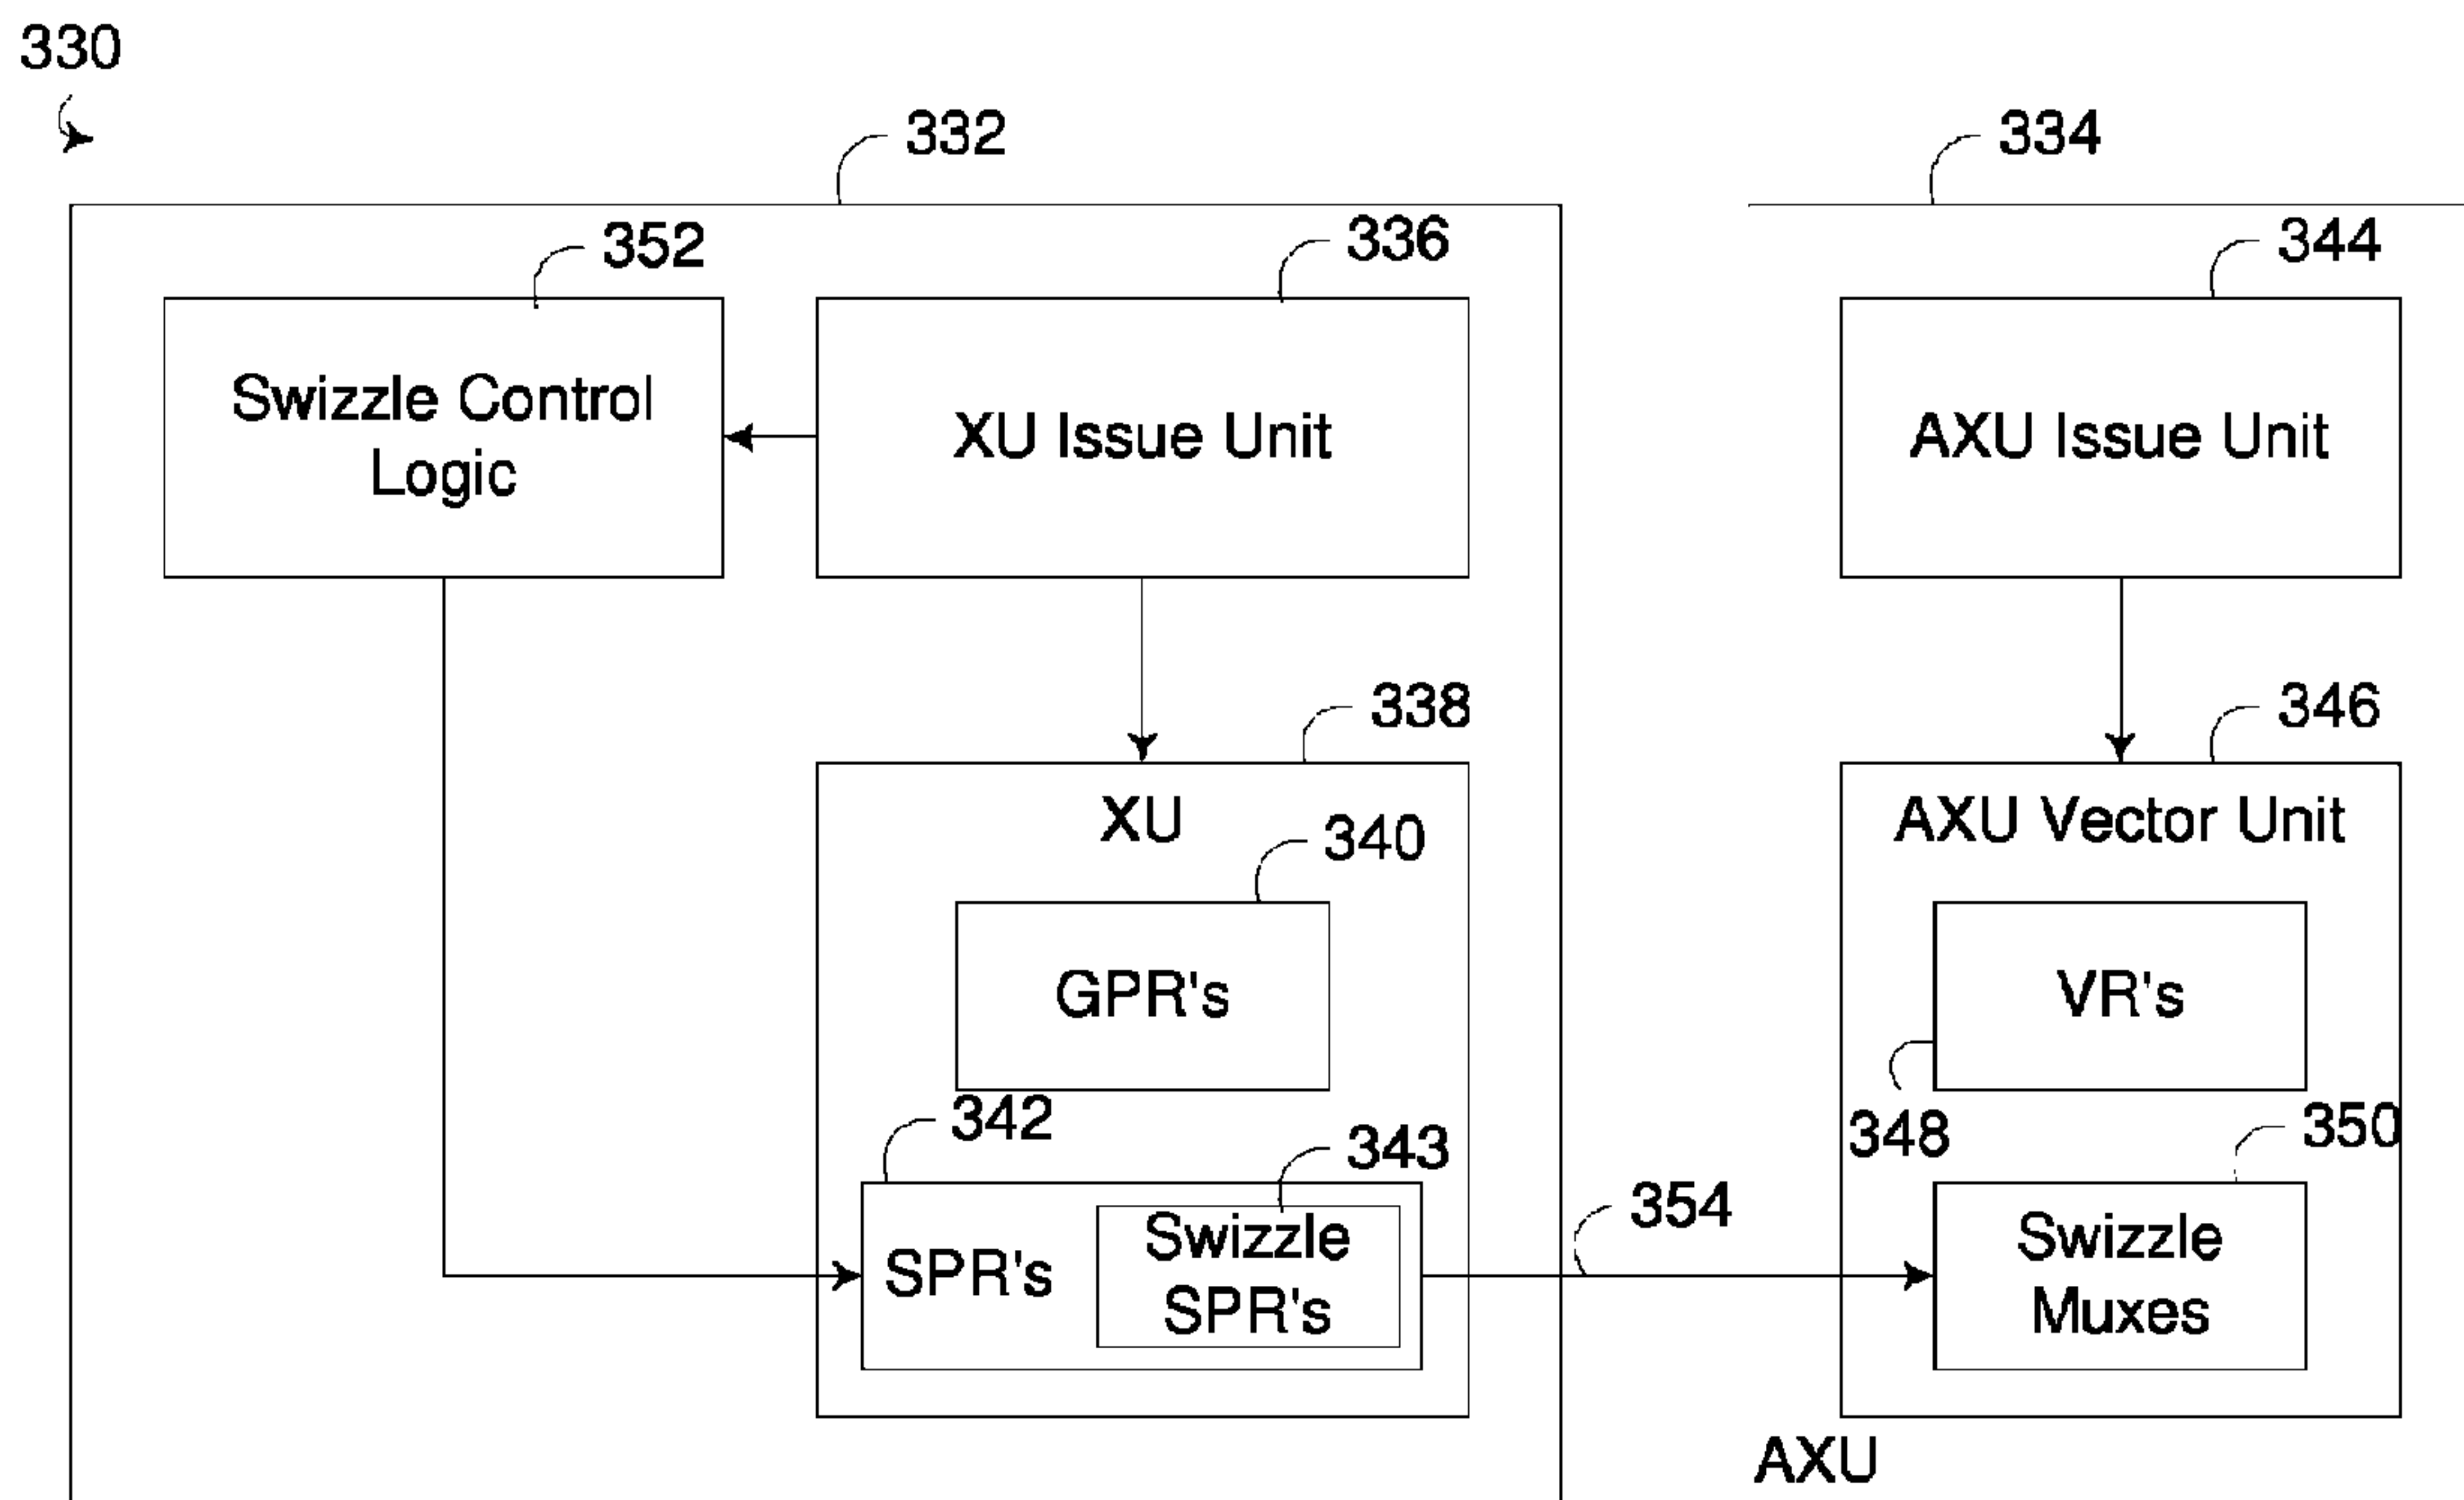 330
332
334
352
336
344
Swizzle Control
Logic
XU Issue Unit
AXU Issue Unit
338
346
XU
340
AXU Vector Unit
GPR's
VR's
342
343
348
350
354
SPR's
Swizzle
SPR's
Swizzle
Muxes
AXU